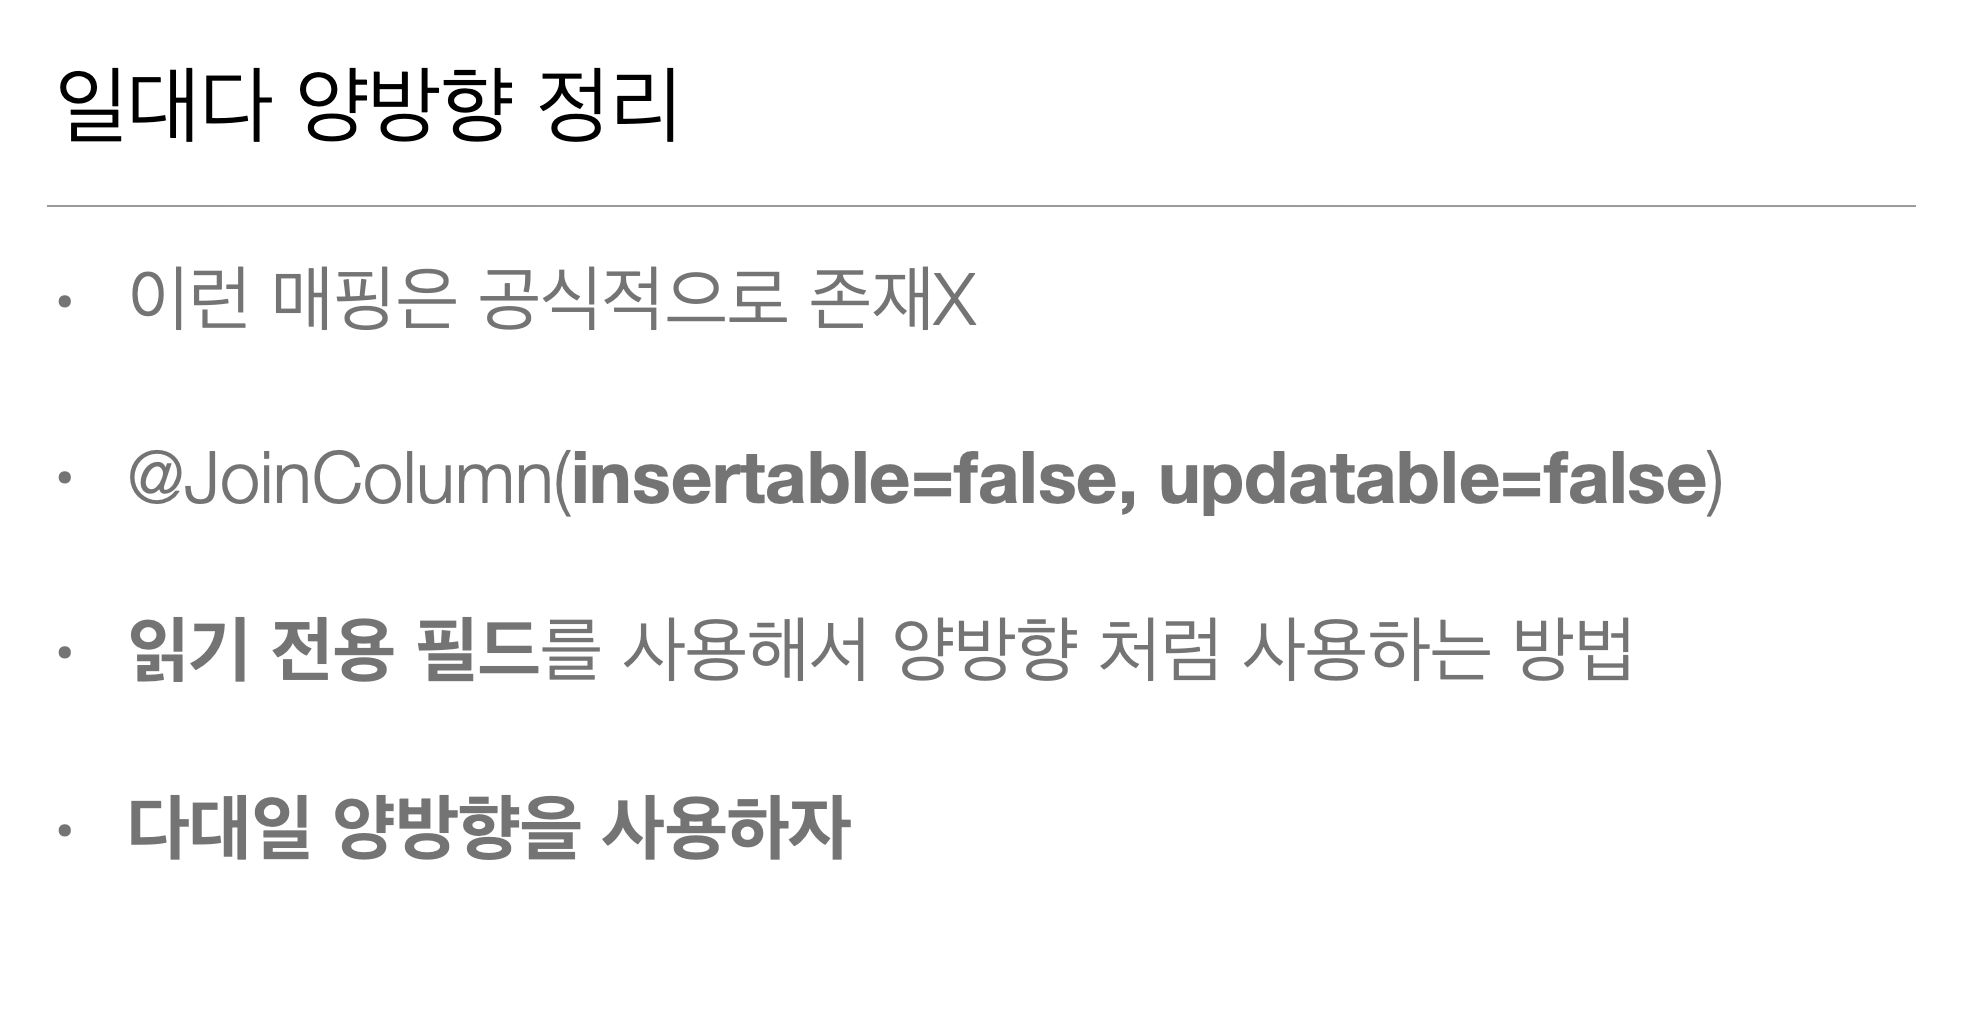 일대다 양방향 정리
• 이런 매핑은 공식적으로 존재X
• @JoinColumn(insertable=false, updatable=false)
• 읽기 전용 필드를 사용해서 양방향 처럼 사용하는 방법
• 다대일 양방향을 사용하자